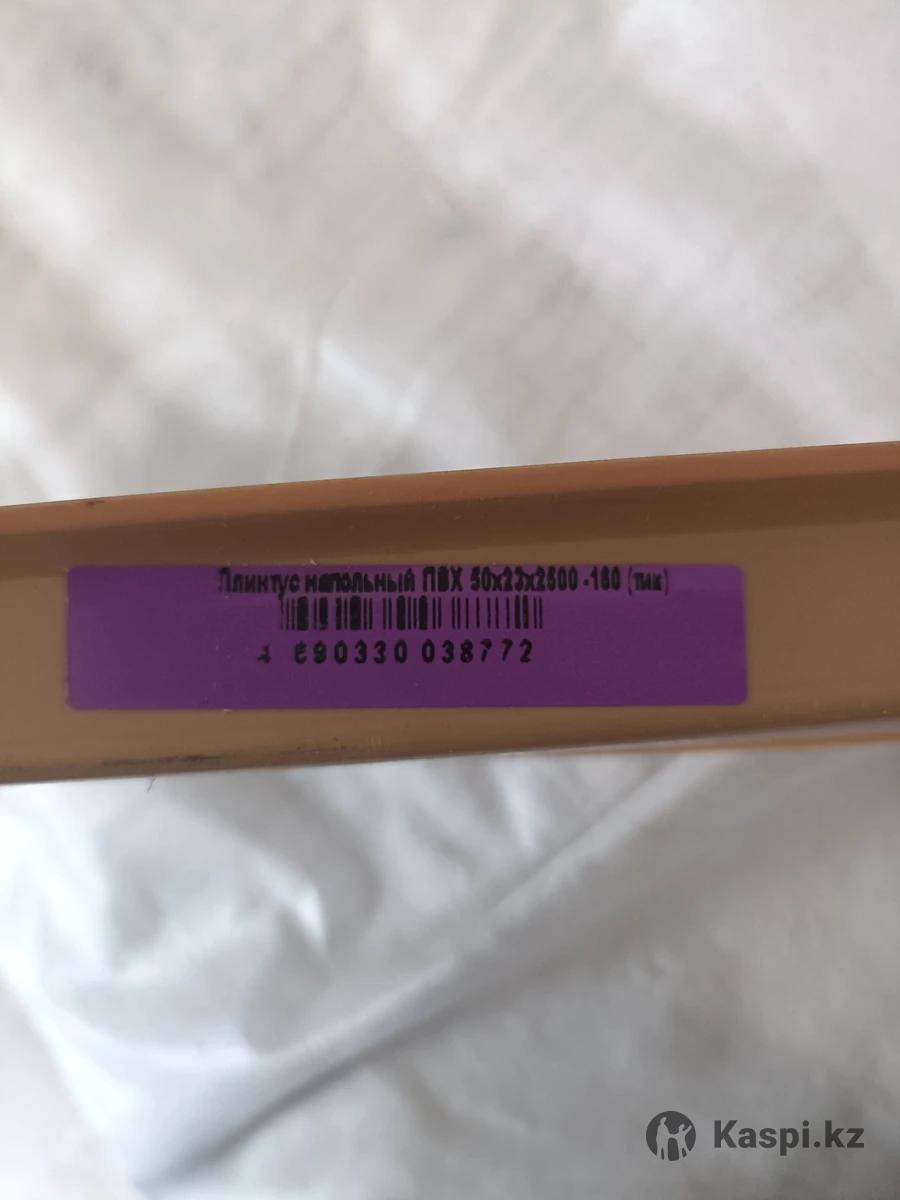 Плинтус напольный ПВХ 50х23х2500 -160 (тик)
4 690330 038772
Kaspi.kz